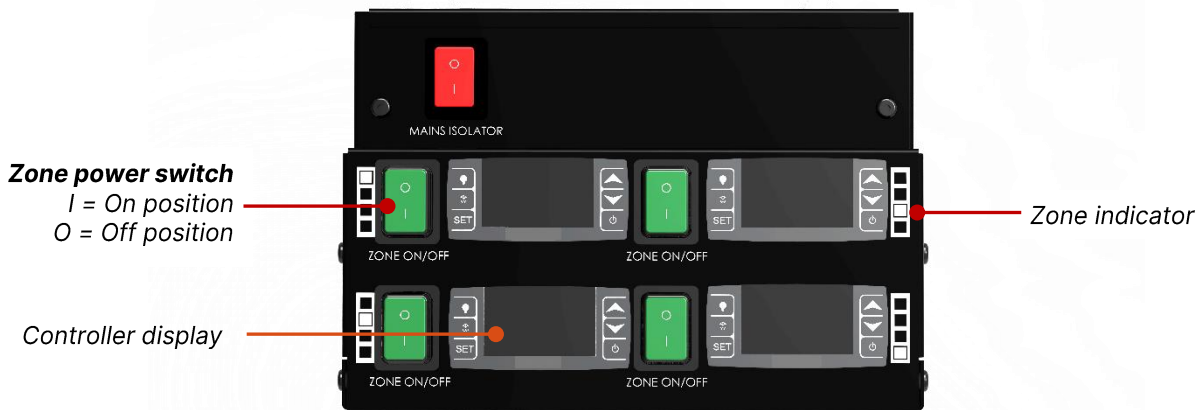 MAINS ISOLATOR
Zone power switch
I = On position
O = Off position
SET
SET
Zone indicator
ZONE ON/OFF
ZONE ON/OFF
Controller display
SET
SET
ZONE ON/OFF
ZONE ON/OFF